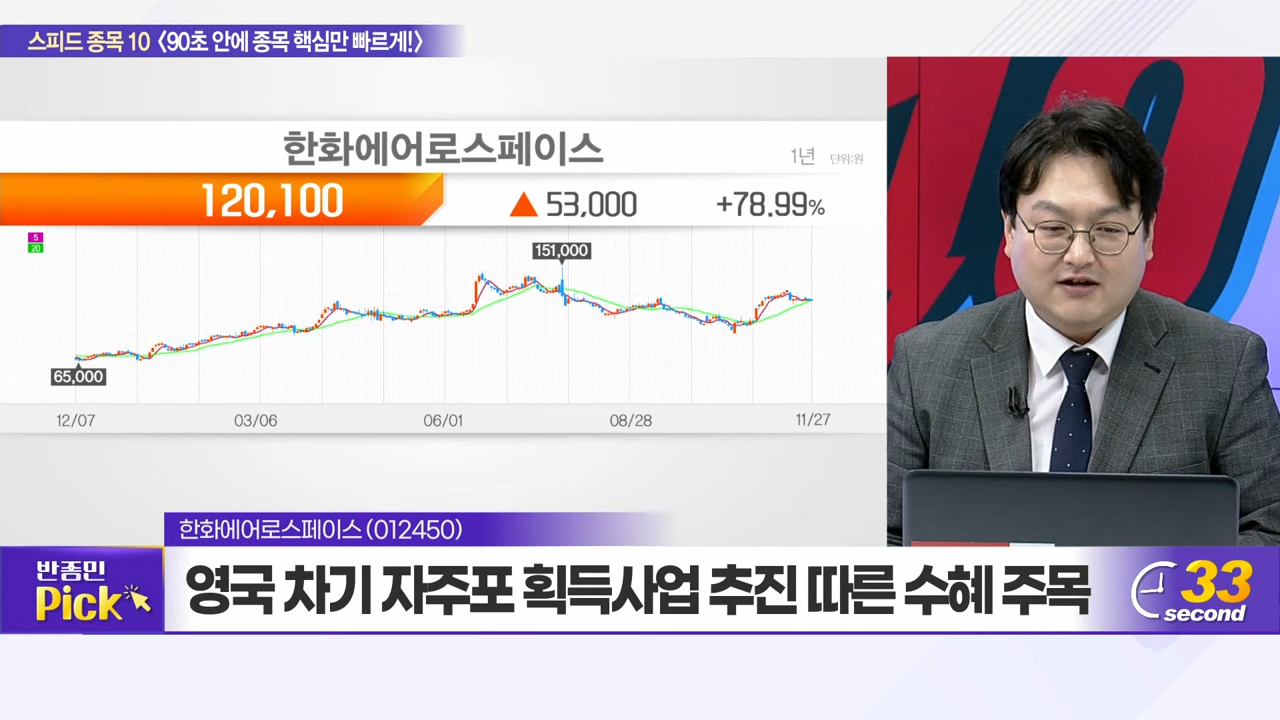 스피드 종목 10 〈90초 안에 종목 핵심만 빠르게!〉
한화에어로스페이스
1년 단위:원
120,100 ▲ 53,000 +78.99%
5
20
151,000
65,000
12/07 03/06 06/01 08/28 11/27
한화에어로스페이스 (012450)
반종민
Pick
영국 차기 자주포 획득사업 추진 따른 수혜 주목
33
second